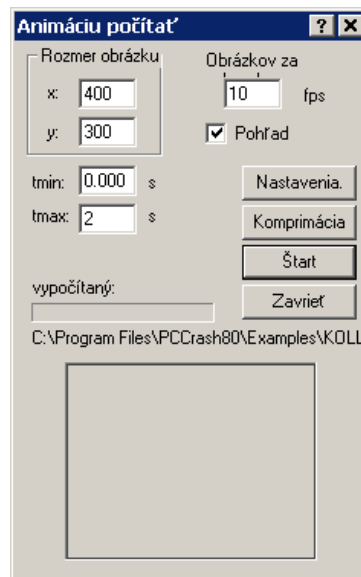 Animáciu počítať
Rozmer obrázku
x: 400
y: 300
Obrázkov za
10 fps
Pohľad
tmin: 0.000 s
tmax: 2 s
Nastavenia.
Komprimácia
Štart
Zavrieť
vypočítaný:
C:\Program Files\PCCrash80\Examples\KOLL